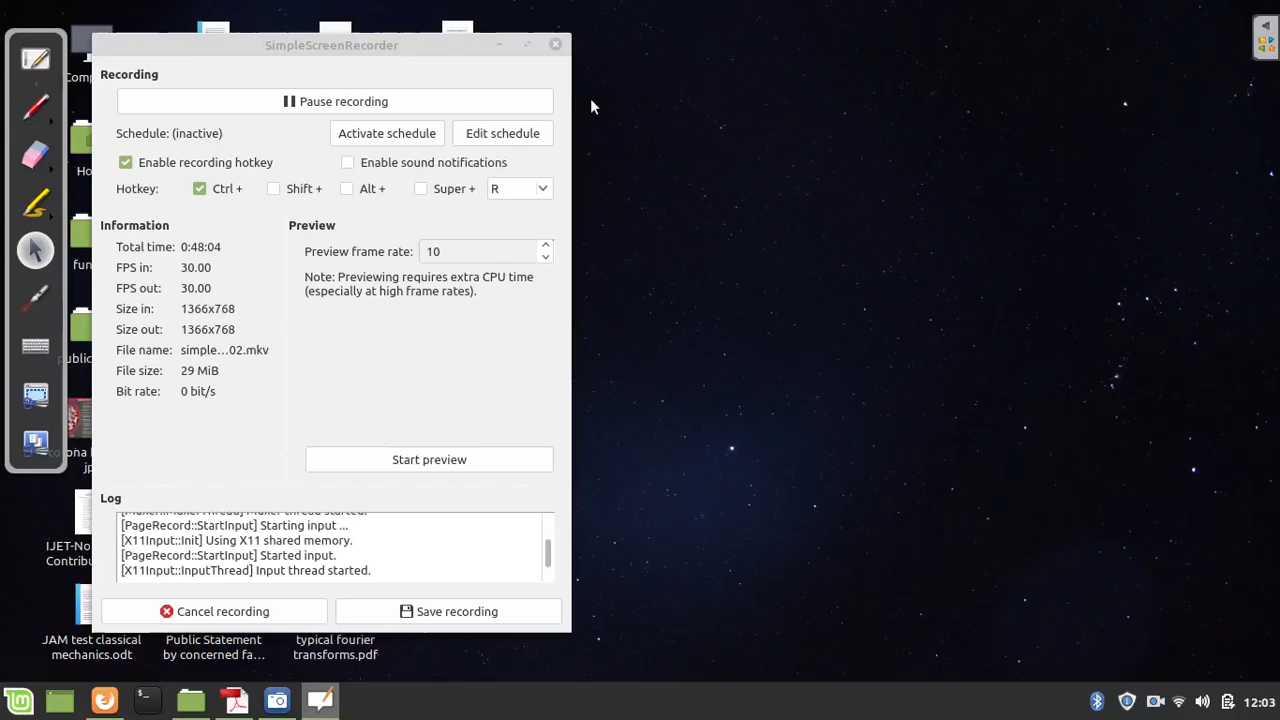 SimpleScreenRecorder
Recording
Pause recording
Schedule: (inactive)
Activate schedule
Edit schedule
Enable recording hotkey
Enable sound notifications
Hotkey:
Ctrl +
Shift +
Alt +
Super +
R
Information
Total time: 0:48:04
FPS in: 30.00
FPS out: 30.00
Size in: 1366x768
Size out: 1366x768
File name: simple...02.mkv
File size: 29 MiB
Bit rate: 0 bit/s
Preview
Preview frame rate: 10
Note: Previewing requires extra CPU time
(especially at high frame rates).
Start preview
Log
[PageRecord::StartInput] Starting input ...
[X11Input::Init] Using X11 shared memory.
[PageRecord::StartInput] Started input.
[X11Input::InputThread] Input thread started.
Cancel recording
Save recording
Comp
Ho
fun
public
corona
jp
IJET-No
Contribu
JAM test classical
mechanics.odt
Public Statement
by concerned fa...
typical fourier
transforms.pdf
12:03